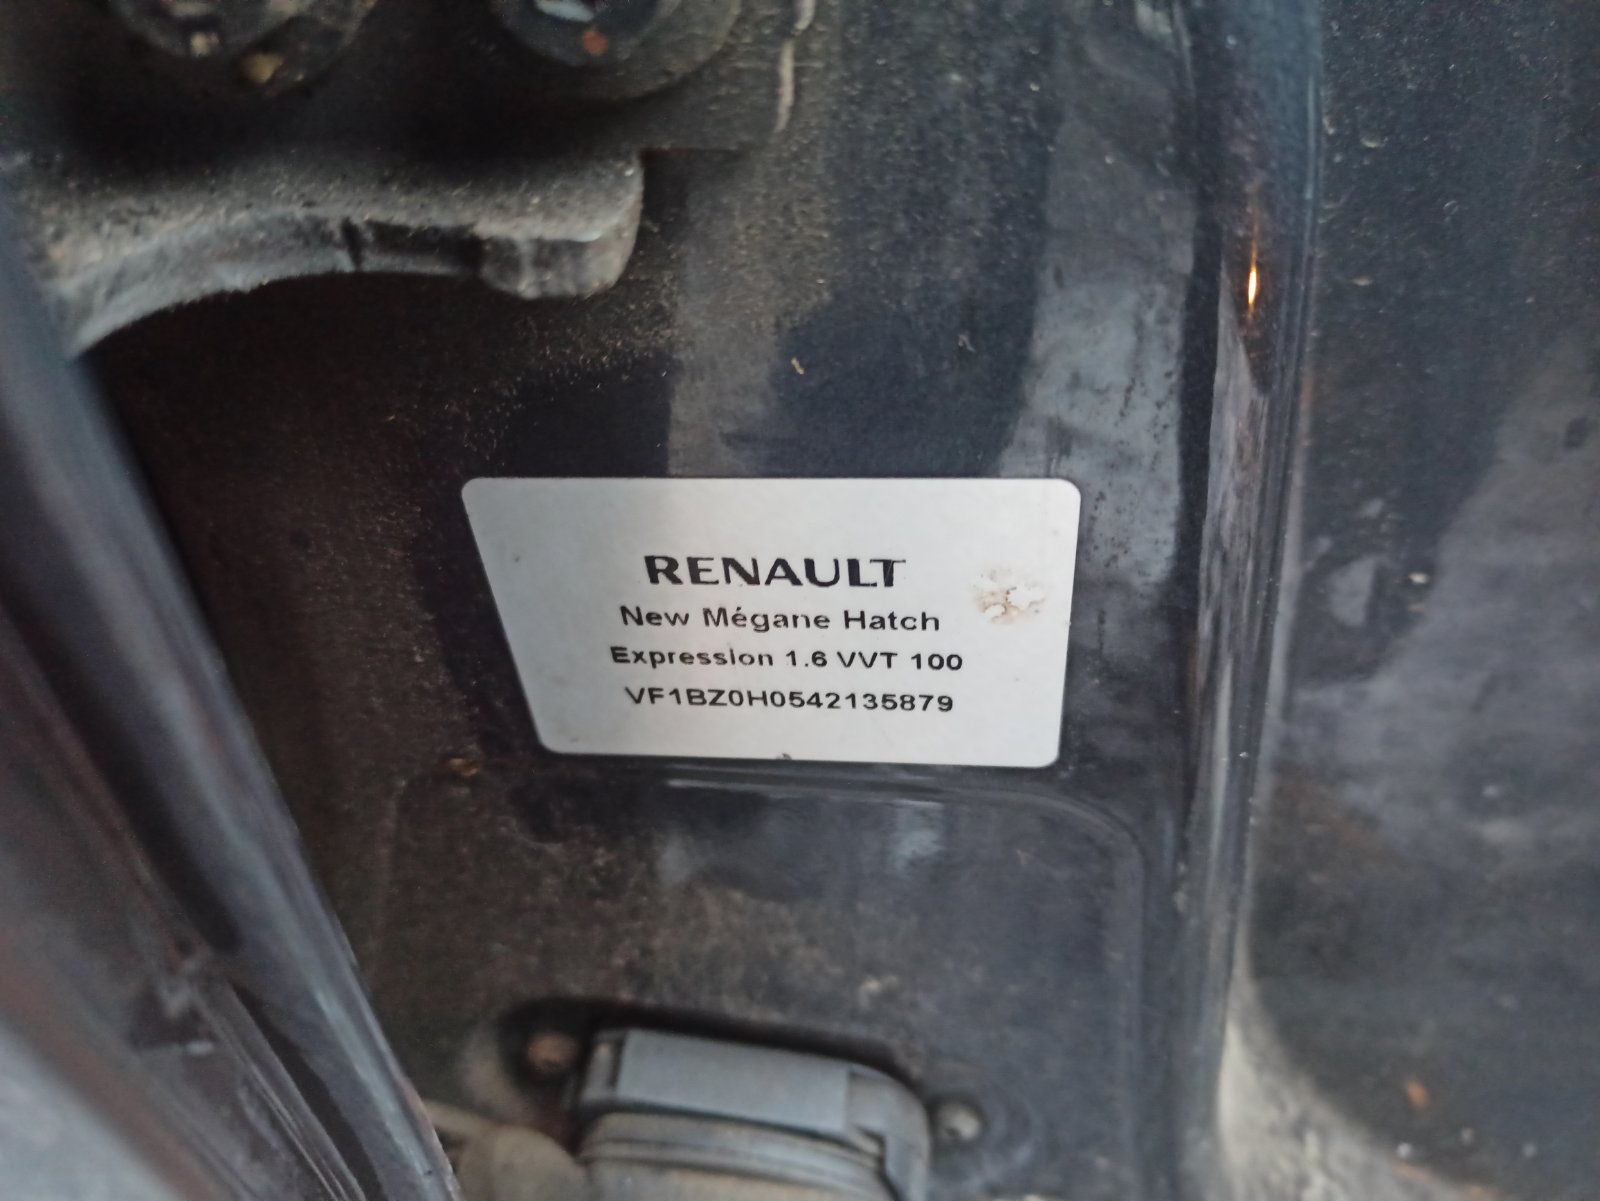 RENAULT
New Mégane Hatch
Expression 1.6 VVT 100
VF1BZ0H0542135879